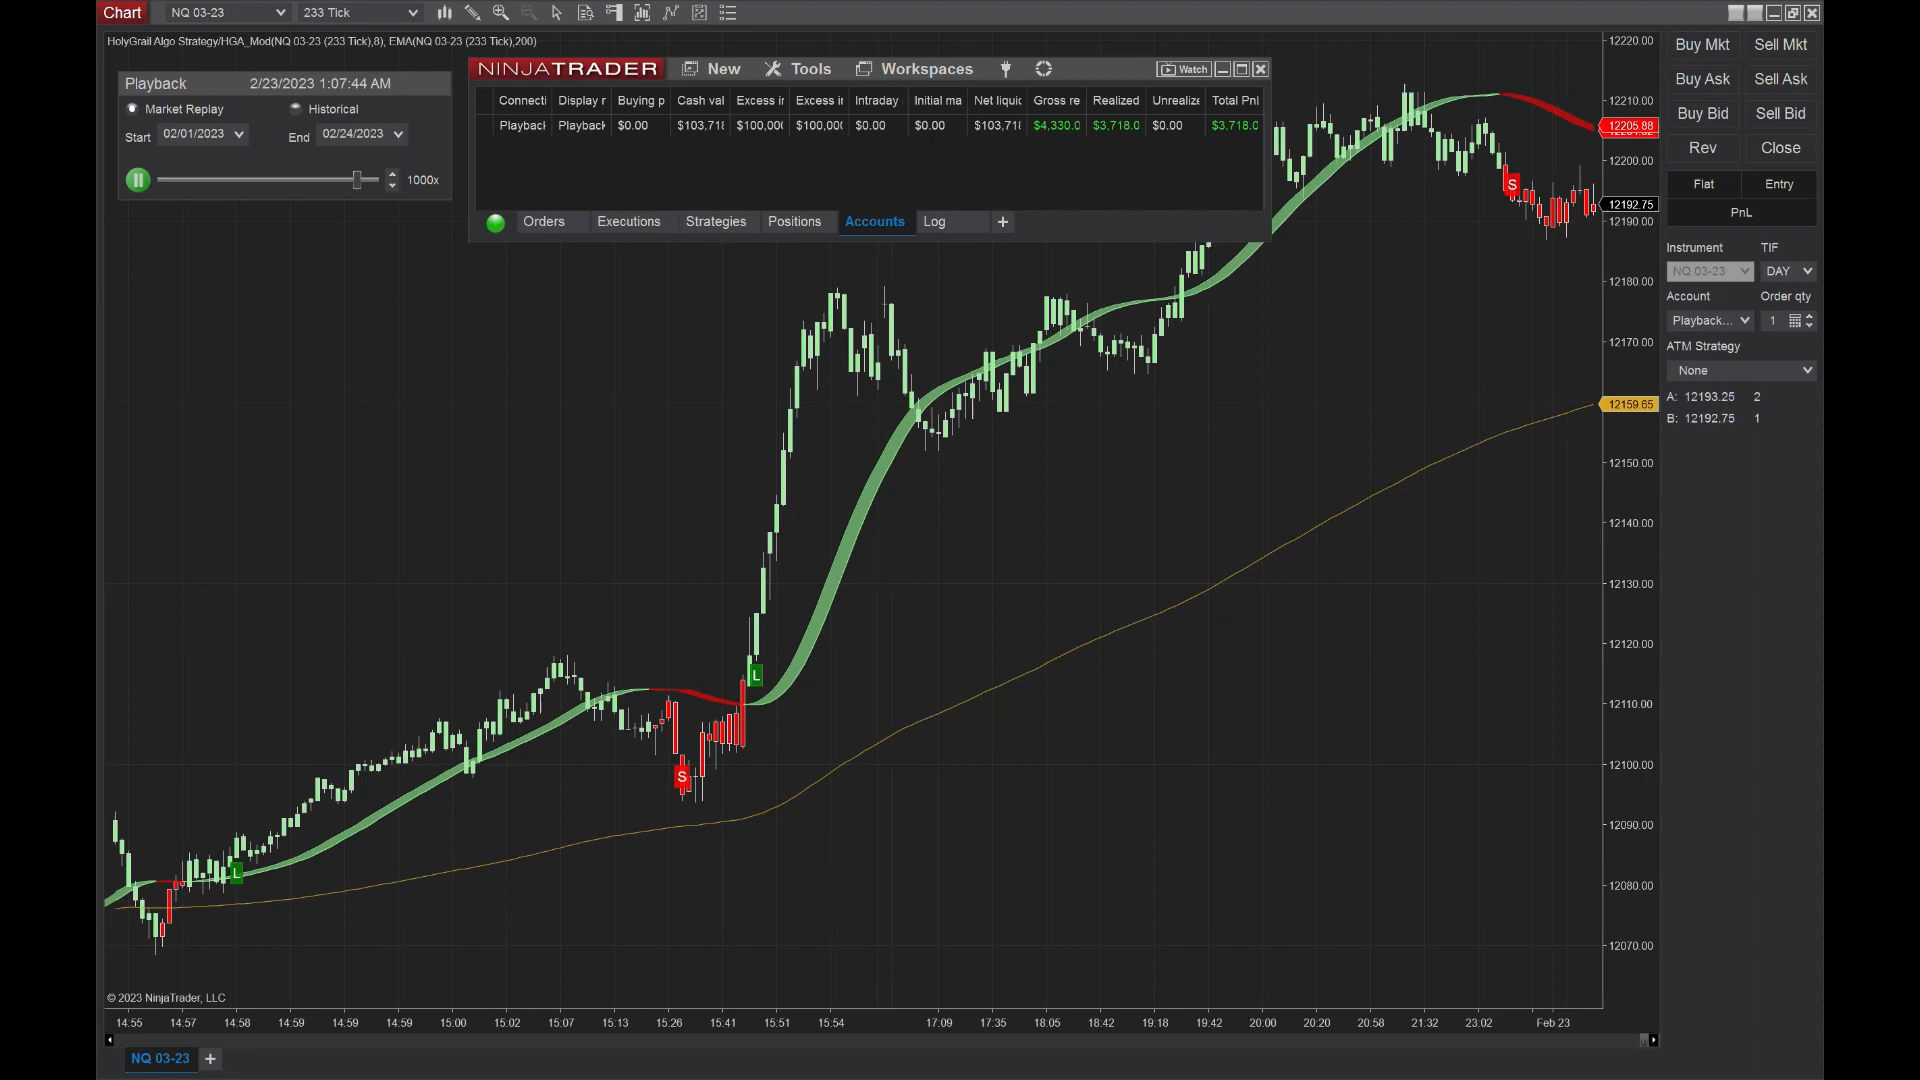 Chart NQ 03-23 233 Tick
HolyGrail Algo Strategy/HGA_Mod(NQ 03-23 (233 Tick),8), EMA(NQ 03-23 (233 Tick),200)
Playback 2/23/2023 1:07:44 AM
Market Replay Historical
Start 02/01/2023 End 02/24/2023
1000x
NINJATRADER New Tools Workspaces Watch
Connecti Display r Buying p Cash val Excess ir Excess ir Intraday Initial ma Net liquic Gross re Realized Unrealize Total Pnl
Playback Playback $0.00 $103,718 $100,000 $100,000 $0.00 $0.00 $103,718 $4,330.0 $3,718.0 $0.00 $3,718.0
Orders Executions Strategies Positions Accounts Log +
12220.00
12210.00
12205.88
12200.00
12192.75
12190.00
12180.00
12170.00
12159.65
12150.00
12140.00
12130.00
12120.00
12110.00
12100.00
12090.00
12080.00
12070.00
L
S
L
S
Buy Mkt Sell Mkt
Buy Ask Sell Ask
Buy Bid Sell Bid
Rev Close
Flat Entry
PnL
Instrument TIF
NQ 03-23 DAY
Account Order qty
Playback... 1
ATM Strategy
None
A: 12193.25 2
B: 12192.75 1
© 2023 NinjaTrader, LLC
14:55 14:57 14:58 14:59 14:59 14:59 15:00 15:02 15:07 15:13 15:26 15:41 15:51 15:54 17:09 17:35 18:05 18:42 19:18 19:42 20:00 20:20 20:58 21:32 23:02 Feb 23
NQ 03-23 +